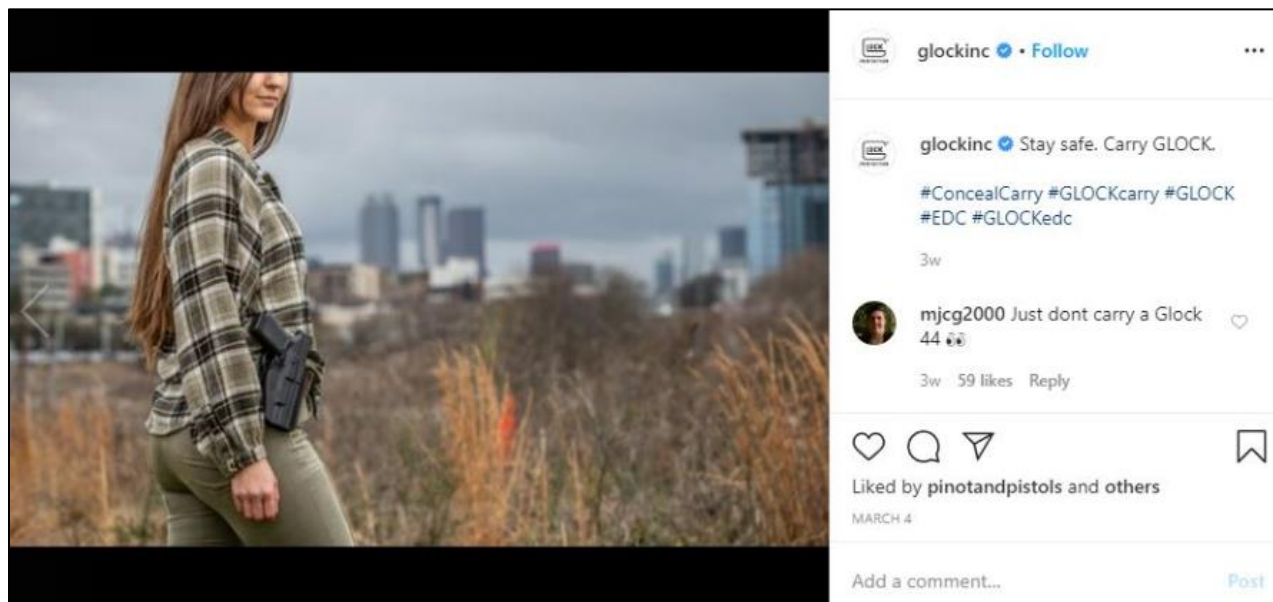 glockinc • Follow
glockinc Stay safe. Carry GLOCK.
#ConcealCarry #GLOCKcarry #GLOCK
#EDC #GLOCKedc
3w
mjcg2000 Just dont carry a Glock
44 👀
3w 59 likes Reply
Liked by pinotandpistols and others
MARCH 4
Add a comment... Post